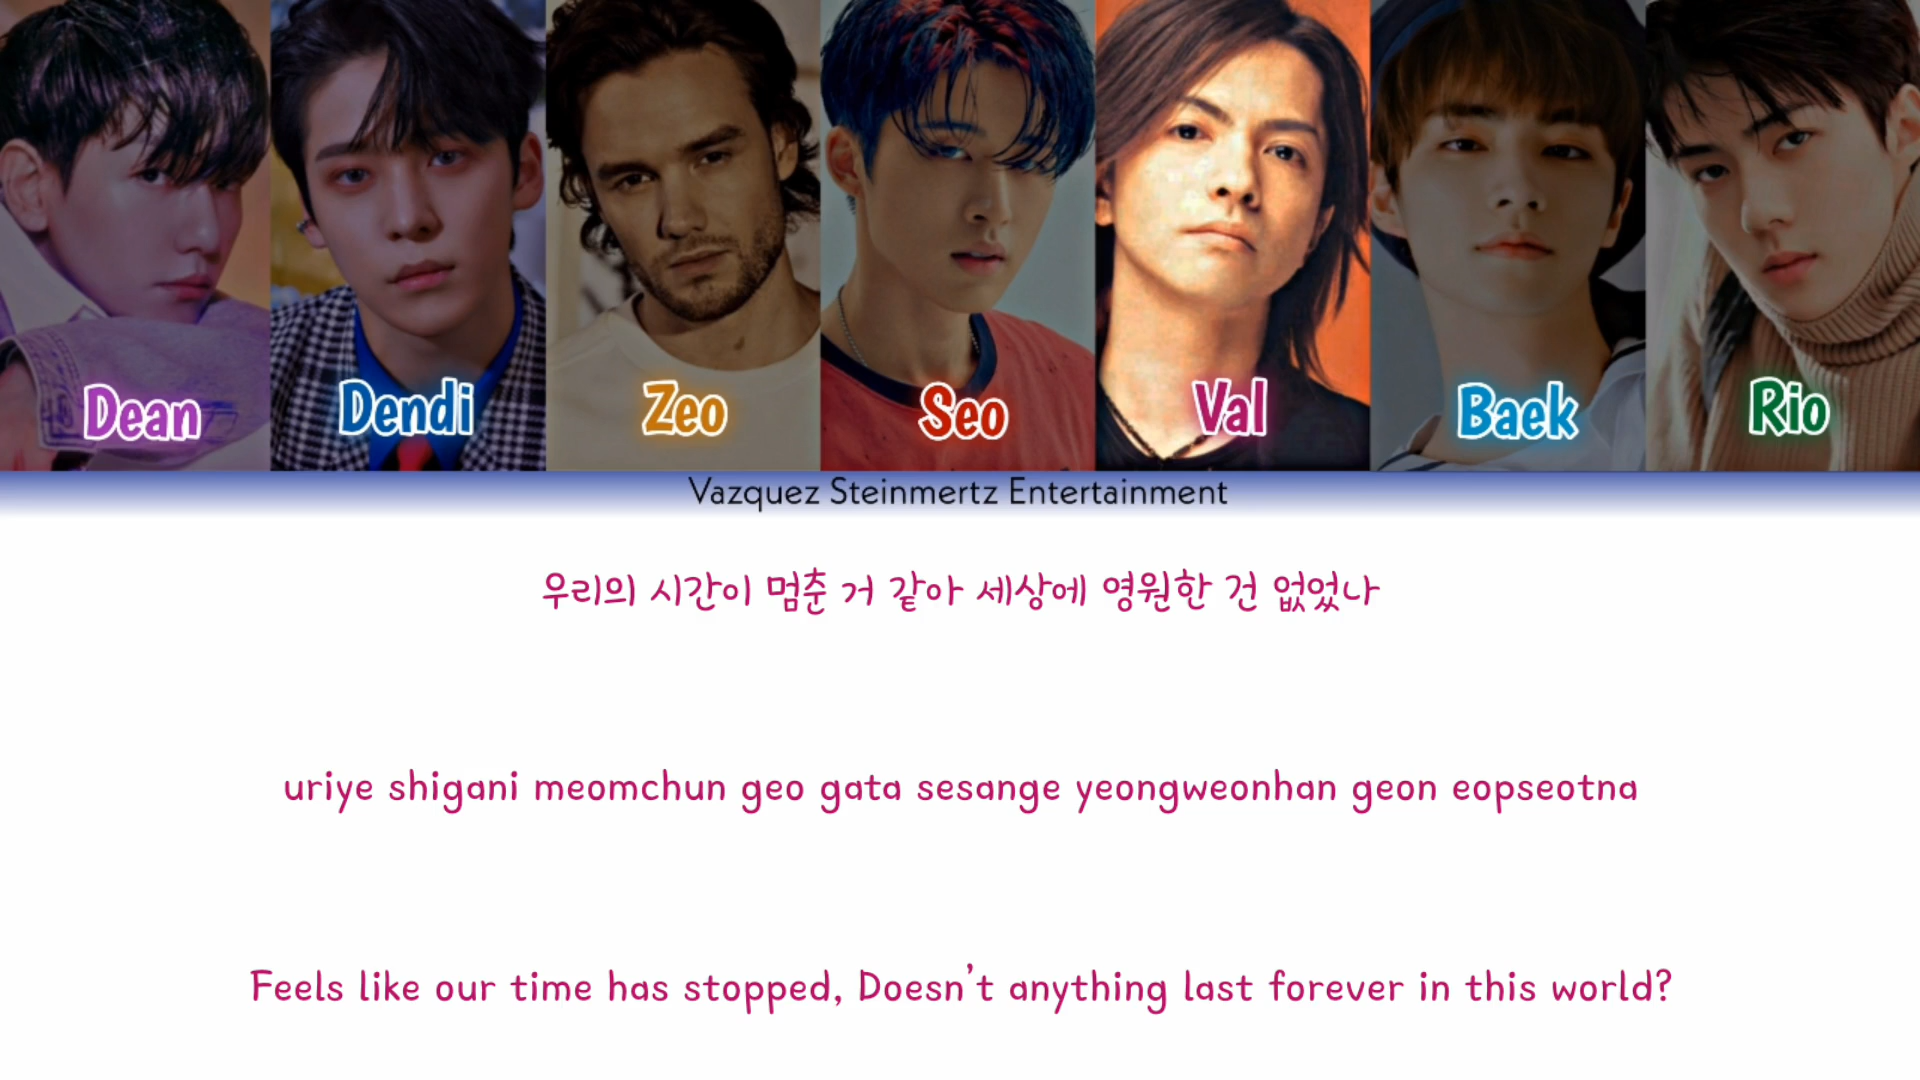 Dean Dendi Zeo Seo Val Baek Rio
Vazquez Steinmertz Entertainment
우리의 시간이 멈춘 거 같아 세상에 영원한 건 없었나
uriye shigani meomchun geo gata sesange yeongweonhan geon eopseotna
Feels like our time has stopped, Doesn't anything last forever in this world?